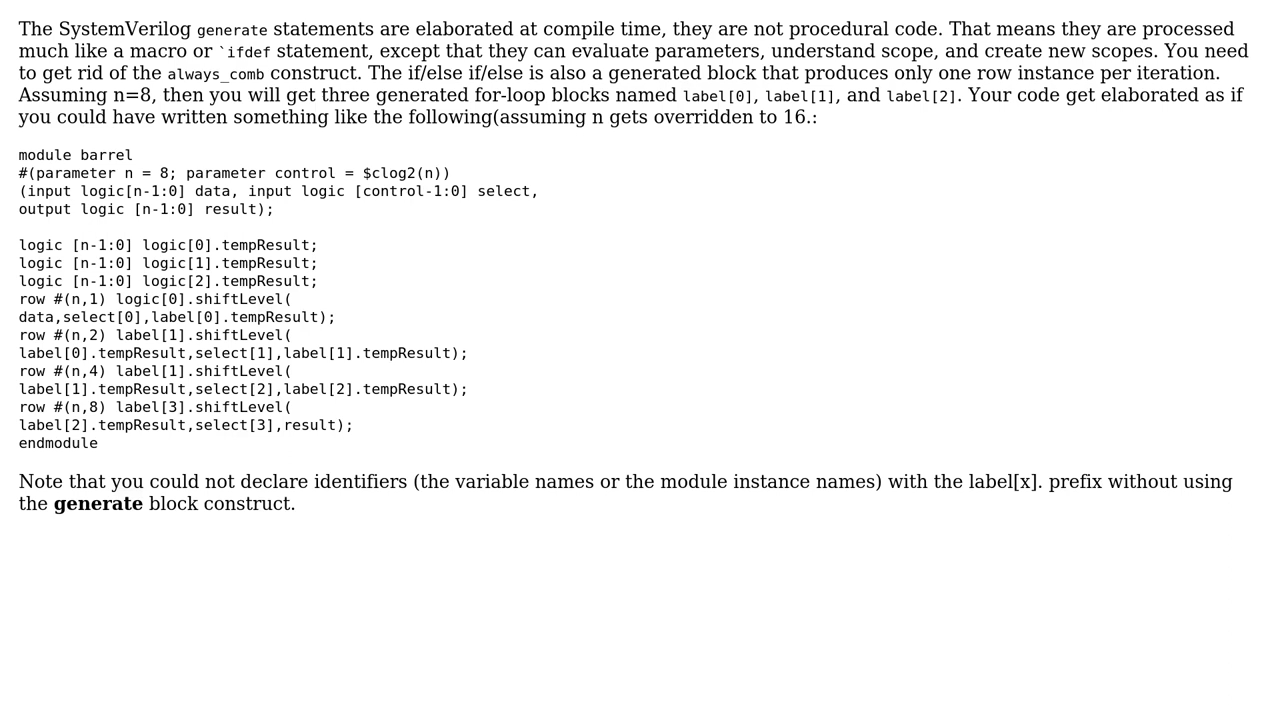 The SystemVerilog generate statements are elaborated at compile time, they are not procedural code. That means they are processed
much like a macro or `ifdef statement, except that they can evaluate parameters, understand scope, and create new scopes. You need
to get rid of the always_comb construct. The if/else if/else is also a generated block that produces only one row instance per iteration.
Assuming n=8, then you will get three generated for-loop blocks named label[0], label[1], and label[2]. Your code get elaborated as if
you could have written something like the following(assuming n gets overridden to 16.:
module barrel
#(parameter n = 8; parameter control = $clog2(n))
(input logic[n-1:0] data, input logic [control-1:0] select,
output logic [n-1:0] result);
logic [n-1:0] logic[0].tempResult;
logic [n-1:0] logic[1].tempResult;
logic [n-1:0] logic[2].tempResult;
row #(n,1) logic[0].shiftLevel(
data,select[0],label[0].tempResult);
row #(n,2) label[1].shiftLevel(
label[0].tempResult,select[1],label[1].tempResult);
row #(n,4) label[1].shiftLevel(
label[1].tempResult,select[2],label[2].tempResult);
row #(n,8) label[3].shiftLevel(
label[2].tempResult,select[3],result);
endmodule
Note that you could not declare identifiers (the variable names or the module instance names) with the label[x]. prefix without using
the generate block construct.